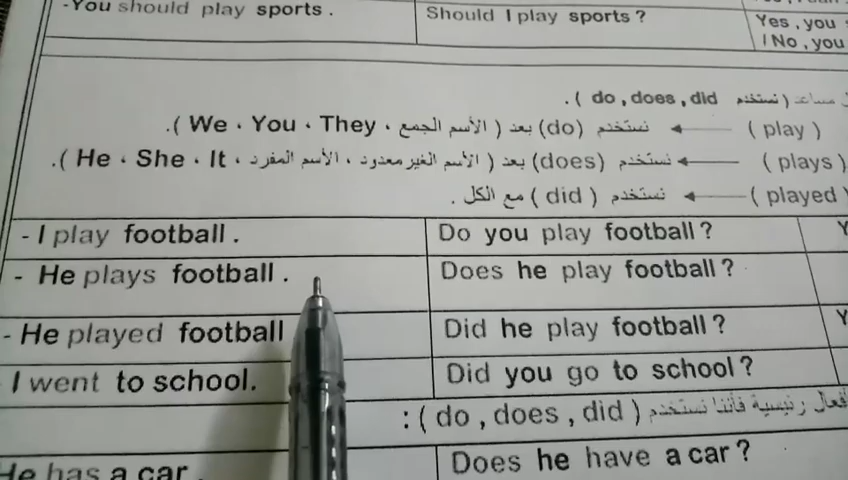 -You should play sports .
Should I play sports ?
Yes , you
/ No , you
مساعد ( نستخدم do , does , did ) .
( play ) ← نستخدم (do) بعد ( الأسم الجمع ، We ، You ، They ) .
( plays ) ← نستخدم (does) بعد ( الأسم الغير معدود ، الأسم المفرد ، He ، She ، It ) .
( played ) ← نستخدم ( did ) مع الكل .
- I play football .
Do you play football ?
- He plays football .
Does he play football ?
- He played football
Did he play football ?
I went to school.
Did you go to school ?
أفعال رئيسية فأننا نستخدم ( do , does , did ) :
He has a car .
Does he have a car ?